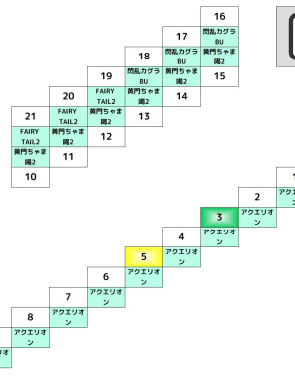 16
閃乱カグラ
BU
黄門ちゃま
喝2
15
17
閃乱カグラ
BU
黄門ちゃま
喝2
14
18
閃乱カグラ
BU
黄門ちゃま
喝2
13
19
FAIRY
TAIL2
黄門ちゃま
喝2
12
20
FAIRY
TAIL2
黄門ちゃま
喝2
11
21
FAIRY
TAIL2
黄門ちゃま
喝2
10
2
アクエリオ
ン
3
アクエリオ
ン
4
アクエリオ
ン
5
アクエリオ
ン
6
アクエリオ
ン
7
アクエリオ
ン
8
アクエリオ
ン